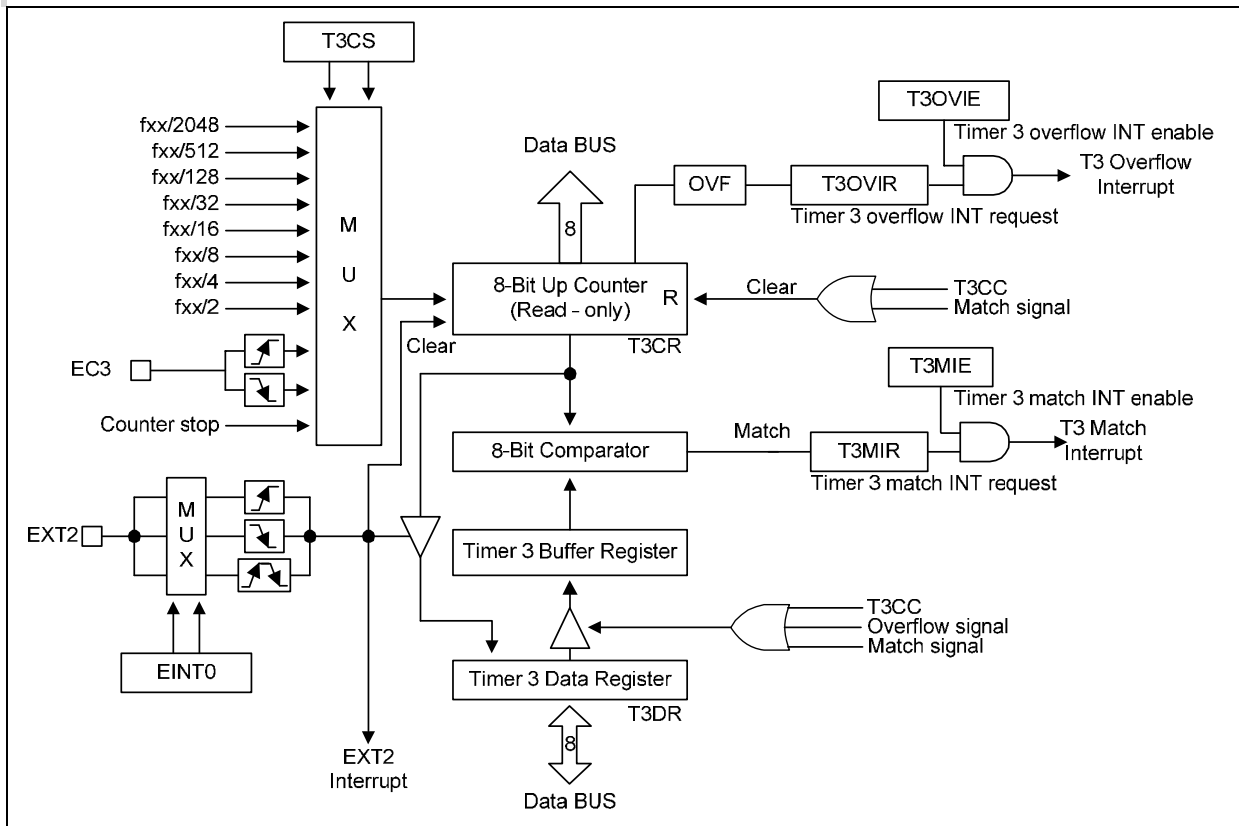 T3CS
fxx/2048
fxx/512
fxx/128
fxx/32
fxx/16
fxx/8
fxx/4
fxx/2
EC3
Counter stop
M
U
X
Data BUS
8
8-Bit Up Counter
(Read - only)
R
T3CR
Clear
OVF
T3OVIR
Timer 3 overflow INT request
T3OVIE
Timer 3 overflow INT enable
T3 Overflow
Interrupt
Clear
T3CC
Match signal
T3MIE
Timer 3 match INT enable
8-Bit Comparator
Match
T3MIR
Timer 3 match INT request
T3 Match
Interrupt
EXT2
M
U
X
EINT0
EXT2
Interrupt
Timer 3 Buffer Register
T3CC
Overflow signal
Match signal
Timer 3 Data Register
T3DR
8
Data BUS